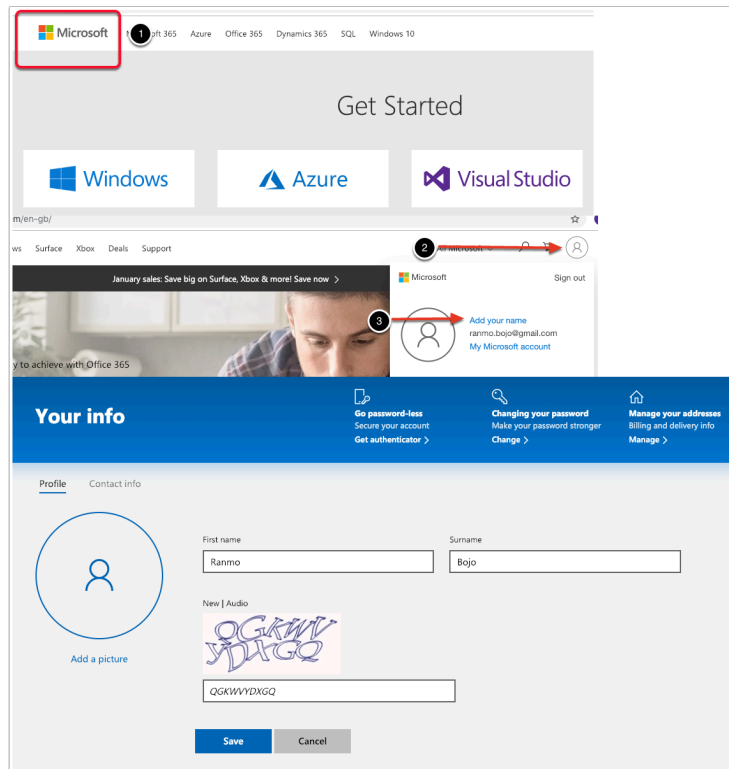 Microsoft 1 oft 365 Azure Office 365 Dynamics 365 SQL Windows 10
Get Started
Windows Azure Visual Studio
m/en-gb/
ws Surface Xbox Deals Support 2 All Microsoft
January sales: Save big on Surface, Xbox & more! Save now >
Microsoft Sign out
3 Add your name
ranmo.bojo@gmail.com
My Microsoft account
y to achieve with Office 365
Your info
Go password-less
Secure your account
Get authenticator >
Changing your password
Make your password stronger
Change >
Manage your addresses
Billing and delivery info
Manage >
Profile Contact info
Add a picture
First name Surname
Ranmo Bojo
New | Audio
QGKWV
YDXGQ
QGKWVYDXGQ
Save Cancel